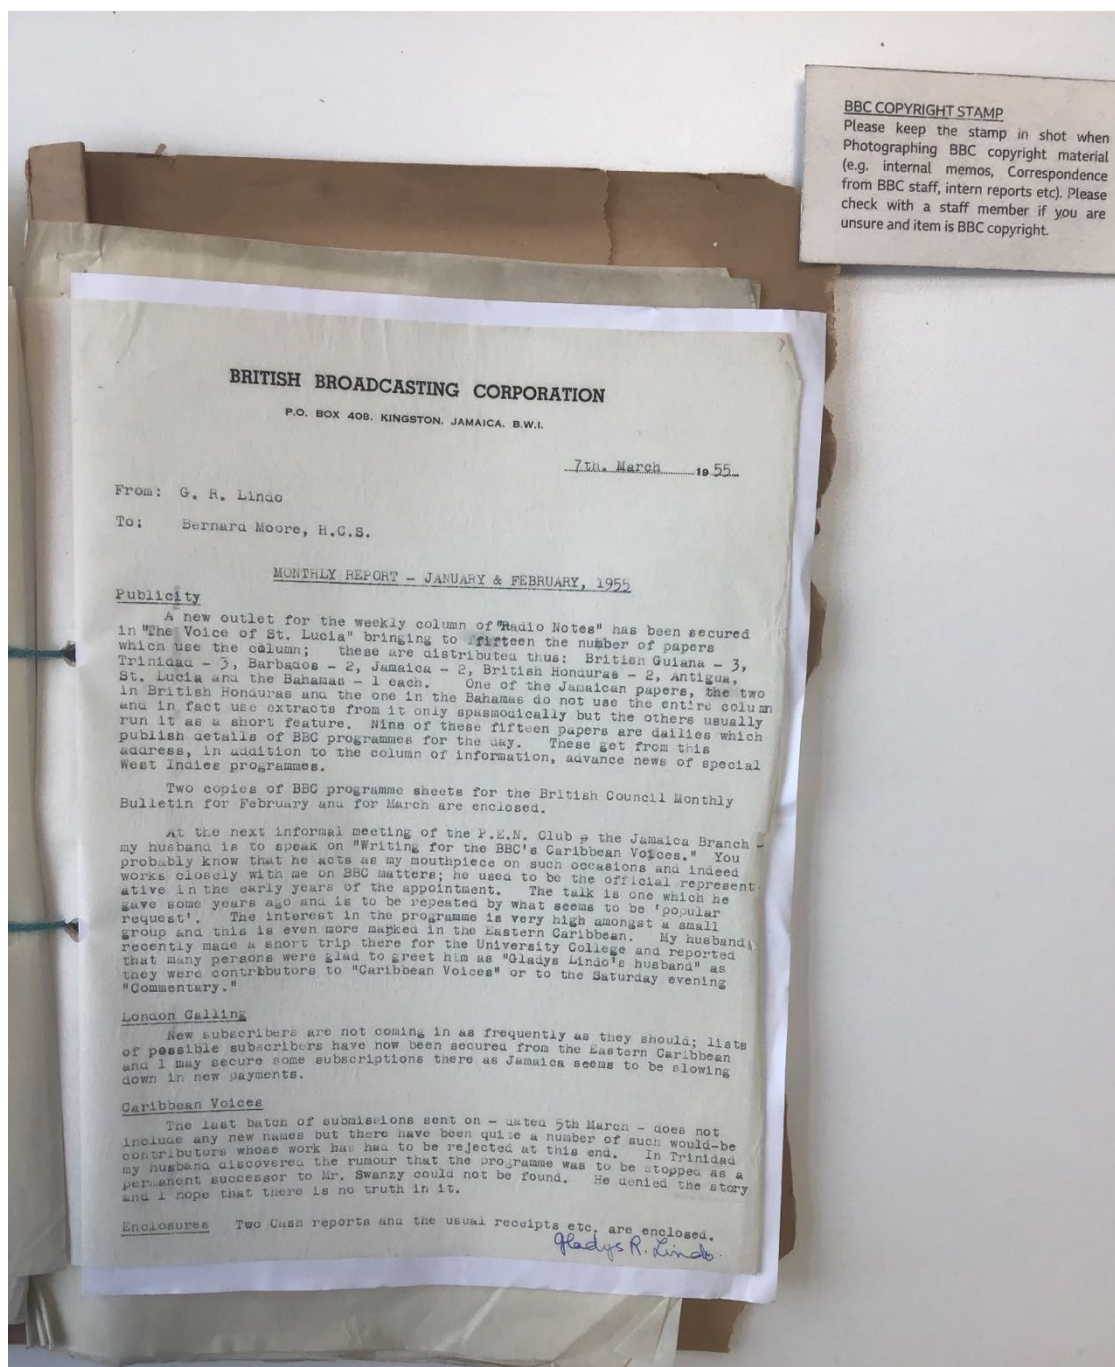 BBC COPYRIGHT STAMP
Please keep the stamp in shot when
Photographing BBC copyright material
(e.g. internal memos, Correspondence
from BBC staff, intern reports etc). Please
check with a staff member if you are
unsure and item is BBC copyright.
BRITISH BROADCASTING CORPORATION
P.O. BOX 408. KINGSTON. JAMAICA. B.W.I.
7th. March 1955
From: G. R. Lindo
To: Bernard Moore, H.C.S.
MONTHLY REPORT - JANUARY & FEBRUARY, 1955
Publicity
A new outlet for the weekly column of "Radio Notes" has been secured
in "The Voice of St. Lucia" bringing to fifteen the number of papers
which use the column; these are distributed thus: British Guiana - 3,
Trinidad - 3, Barbados - 2, Jamaica - 2, British Honduras - 2, Antigua,
St. Lucia and the Bahamas - 1 each. One of the Jamaican papers, the two
in British Honduras and the one in the Bahamas do not use the entire column
and in fact use extracts from it only spasmodically but the others usually
run it as a short feature. Nine of these fifteen papers are dailies which
publish details of BBC programmes for the day. These get from this
address, in addition to the column of information, advance news of special
West Indies programmes.
Two copies of BBC programme sheets for the British Council Monthly
Bulletin for February and for March are enclosed.
At the next informal meeting of the P.E.N. Club - the Jamaica Branch -
my husband is to speak on "Writing for the BBC's Caribbean Voices." You
probably know that he acts as my mouthpiece on such occasions and indeed
works closely with me on BBC matters; he used to be the official represent-
ative in the early years of the appointment. The talk is one which he
gave some years ago and is to be repeated by what seems to be 'popular
request'. The interest in the programme is very high amongst a small
group and this is even more marked in the Eastern Caribbean. My husband
recently made a short trip there for the University College and reported
that many persons were glad to greet him as "Gladys Lindo's husband" as
they were contributors to "Caribbean Voices" or to the Saturday evening
"Commentary."
London Calling
New subscribers are not coming in as frequently as they should; lists
of possible subscribers have now been secured from the Eastern Caribbean
and I may secure some subscriptions there as Jamaica seems to be slowing
down in new payments.
Caribbean Voices
The last batch of submissions sent on - dated 5th March - does not
include any new names but there have been quite a number of such would-be
contributors whose work has had to be rejected at this end. In Trinidad
my husband discovered the rumour that the programme was to be stopped as a
permanent successor to Mr. Swanzy could not be found. He denied the story
and I hope that there is no truth in it.
Enclosures Two Cash reports and the usual receipts etc. are enclosed.
Gladys R. Lindo.